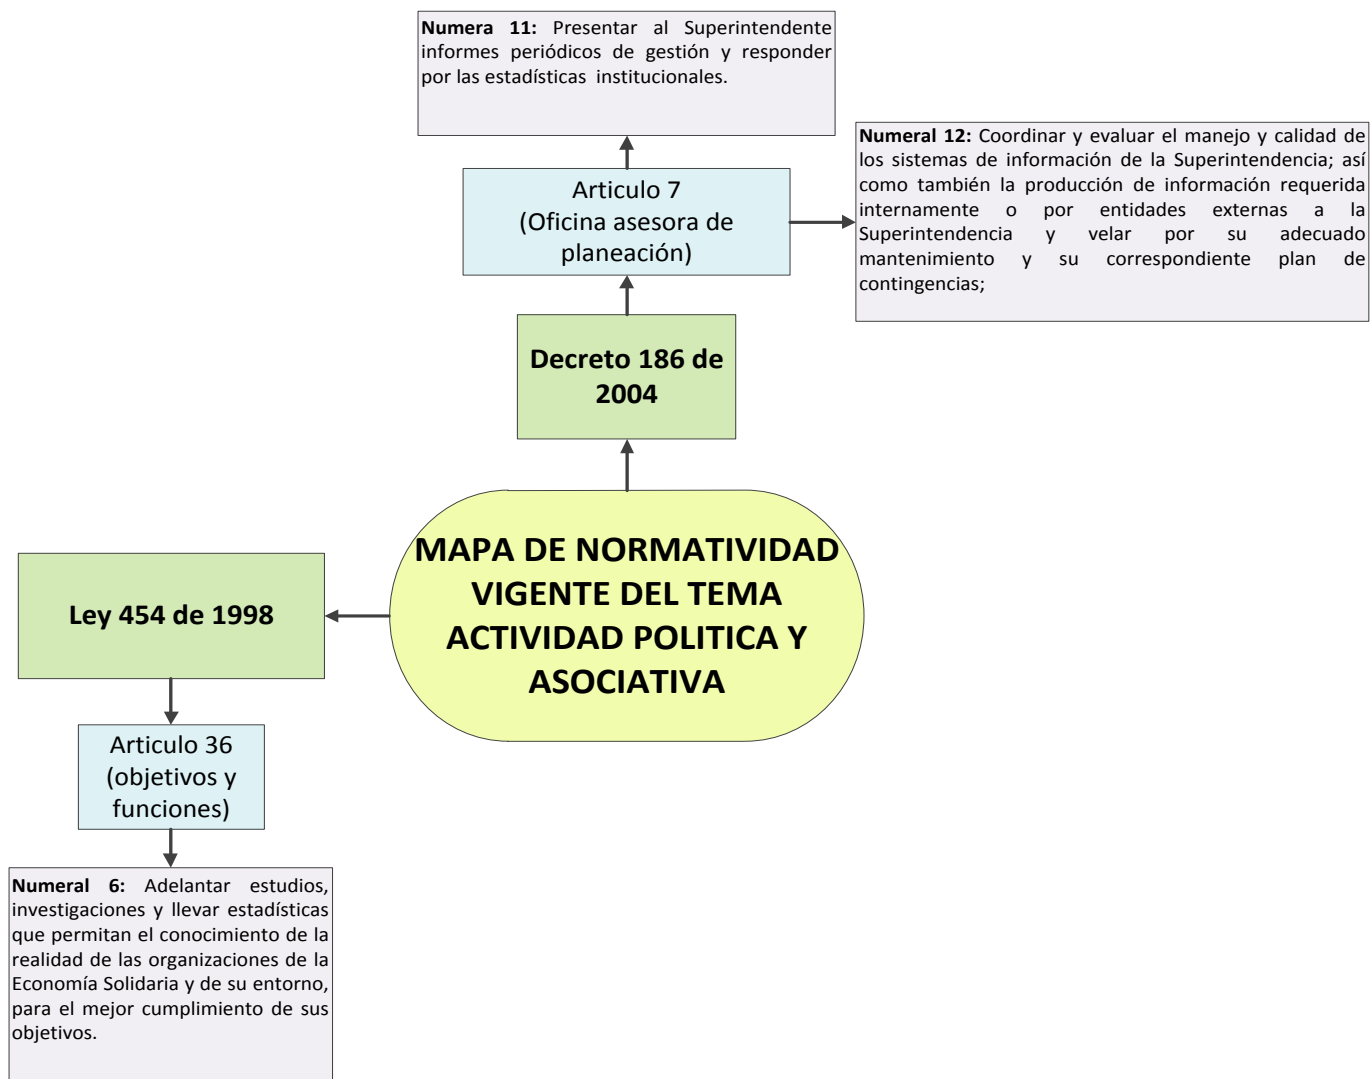 Numera 11: Presentar al Superintendente
informes periódicos de gestión y responder
por las estadísticas institucionales.
Numeral 12: Coordinar y evaluar el manejo y calidad de
los sistemas de información de la Superintendencia; así
como también la producción de información requerida
internamente o por entidades externas a la
Superintendencia y velar por su adecuado
mantenimiento y su correspondiente plan de
contingencias;
Articulo 7
(Oficina asesora de
planeación)
Decreto 186 de
2004
MAPA DE NORMATIVIDAD
VIGENTE DEL TEMA
ACTIVIDAD POLITICA Y
ASOCIATIVA
Ley 454 de 1998
Articulo 36
(objetivos y
funciones)
Numeral 6: Adelantar estudios,
investigaciones y llevar estadísticas
que permitan el conocimiento de la
realidad de las organizaciones de la
Economía Solidaria y de su entorno,
para el mejor cumplimiento de sus
objetivos.